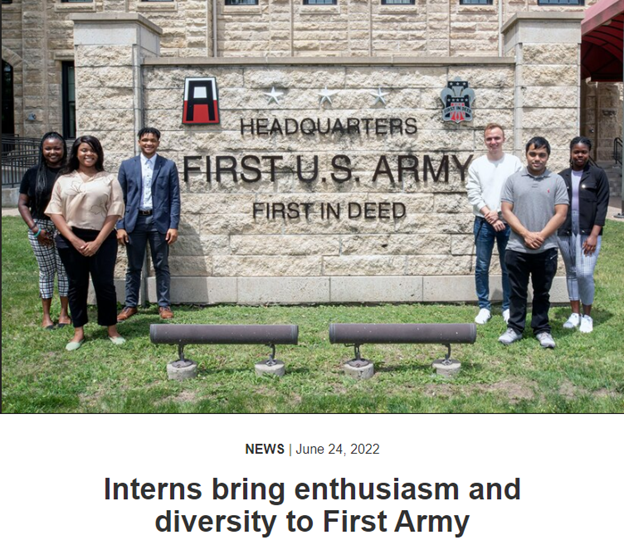 HEADQUARTERS
FIRST U.S. ARMY
FIRST IN DEED
NEWS | June 24, 2022
Interns bring enthusiasm and
diversity to First Army